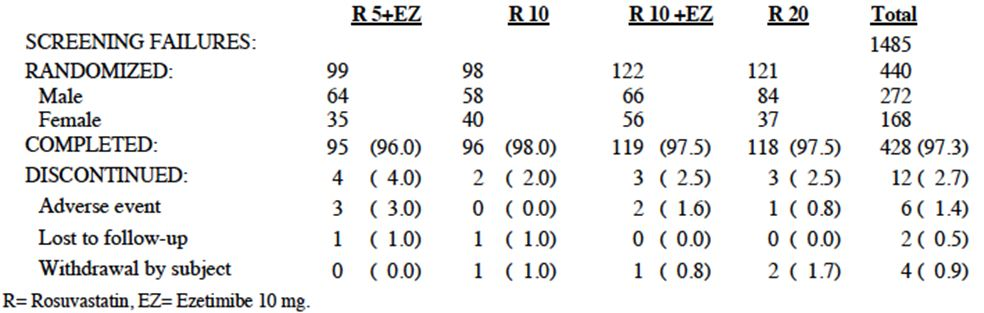 R 5+EZ R 10 R 10 +EZ R 20 Total
SCREENING FAILURES: 1485
RANDOMIZED: 99 98 122 121 440
Male 64 58 66 84 272
Female 35 40 56 37 168
COMPLETED: 95 (96.0) 96 (98.0) 119 (97.5) 118 (97.5) 428 (97.3)
DISCONTINUED: 4 ( 4.0) 2 ( 2.0) 3 ( 2.5) 3 ( 2.5) 12 ( 2.7)
Adverse event 3 ( 3.0) 0 ( 0.0) 2 ( 1.6) 1 ( 0.8) 6 ( 1.4)
Lost to follow-up 1 ( 1.0) 1 ( 1.0) 0 ( 0.0) 0 ( 0.0) 2 ( 0.5)
Withdrawal by subject 0 ( 0.0) 1 ( 1.0) 1 ( 0.8) 2 ( 1.7) 4 ( 0.9)
R= Rosuvastatin, EZ= Ezetimibe 10 mg.